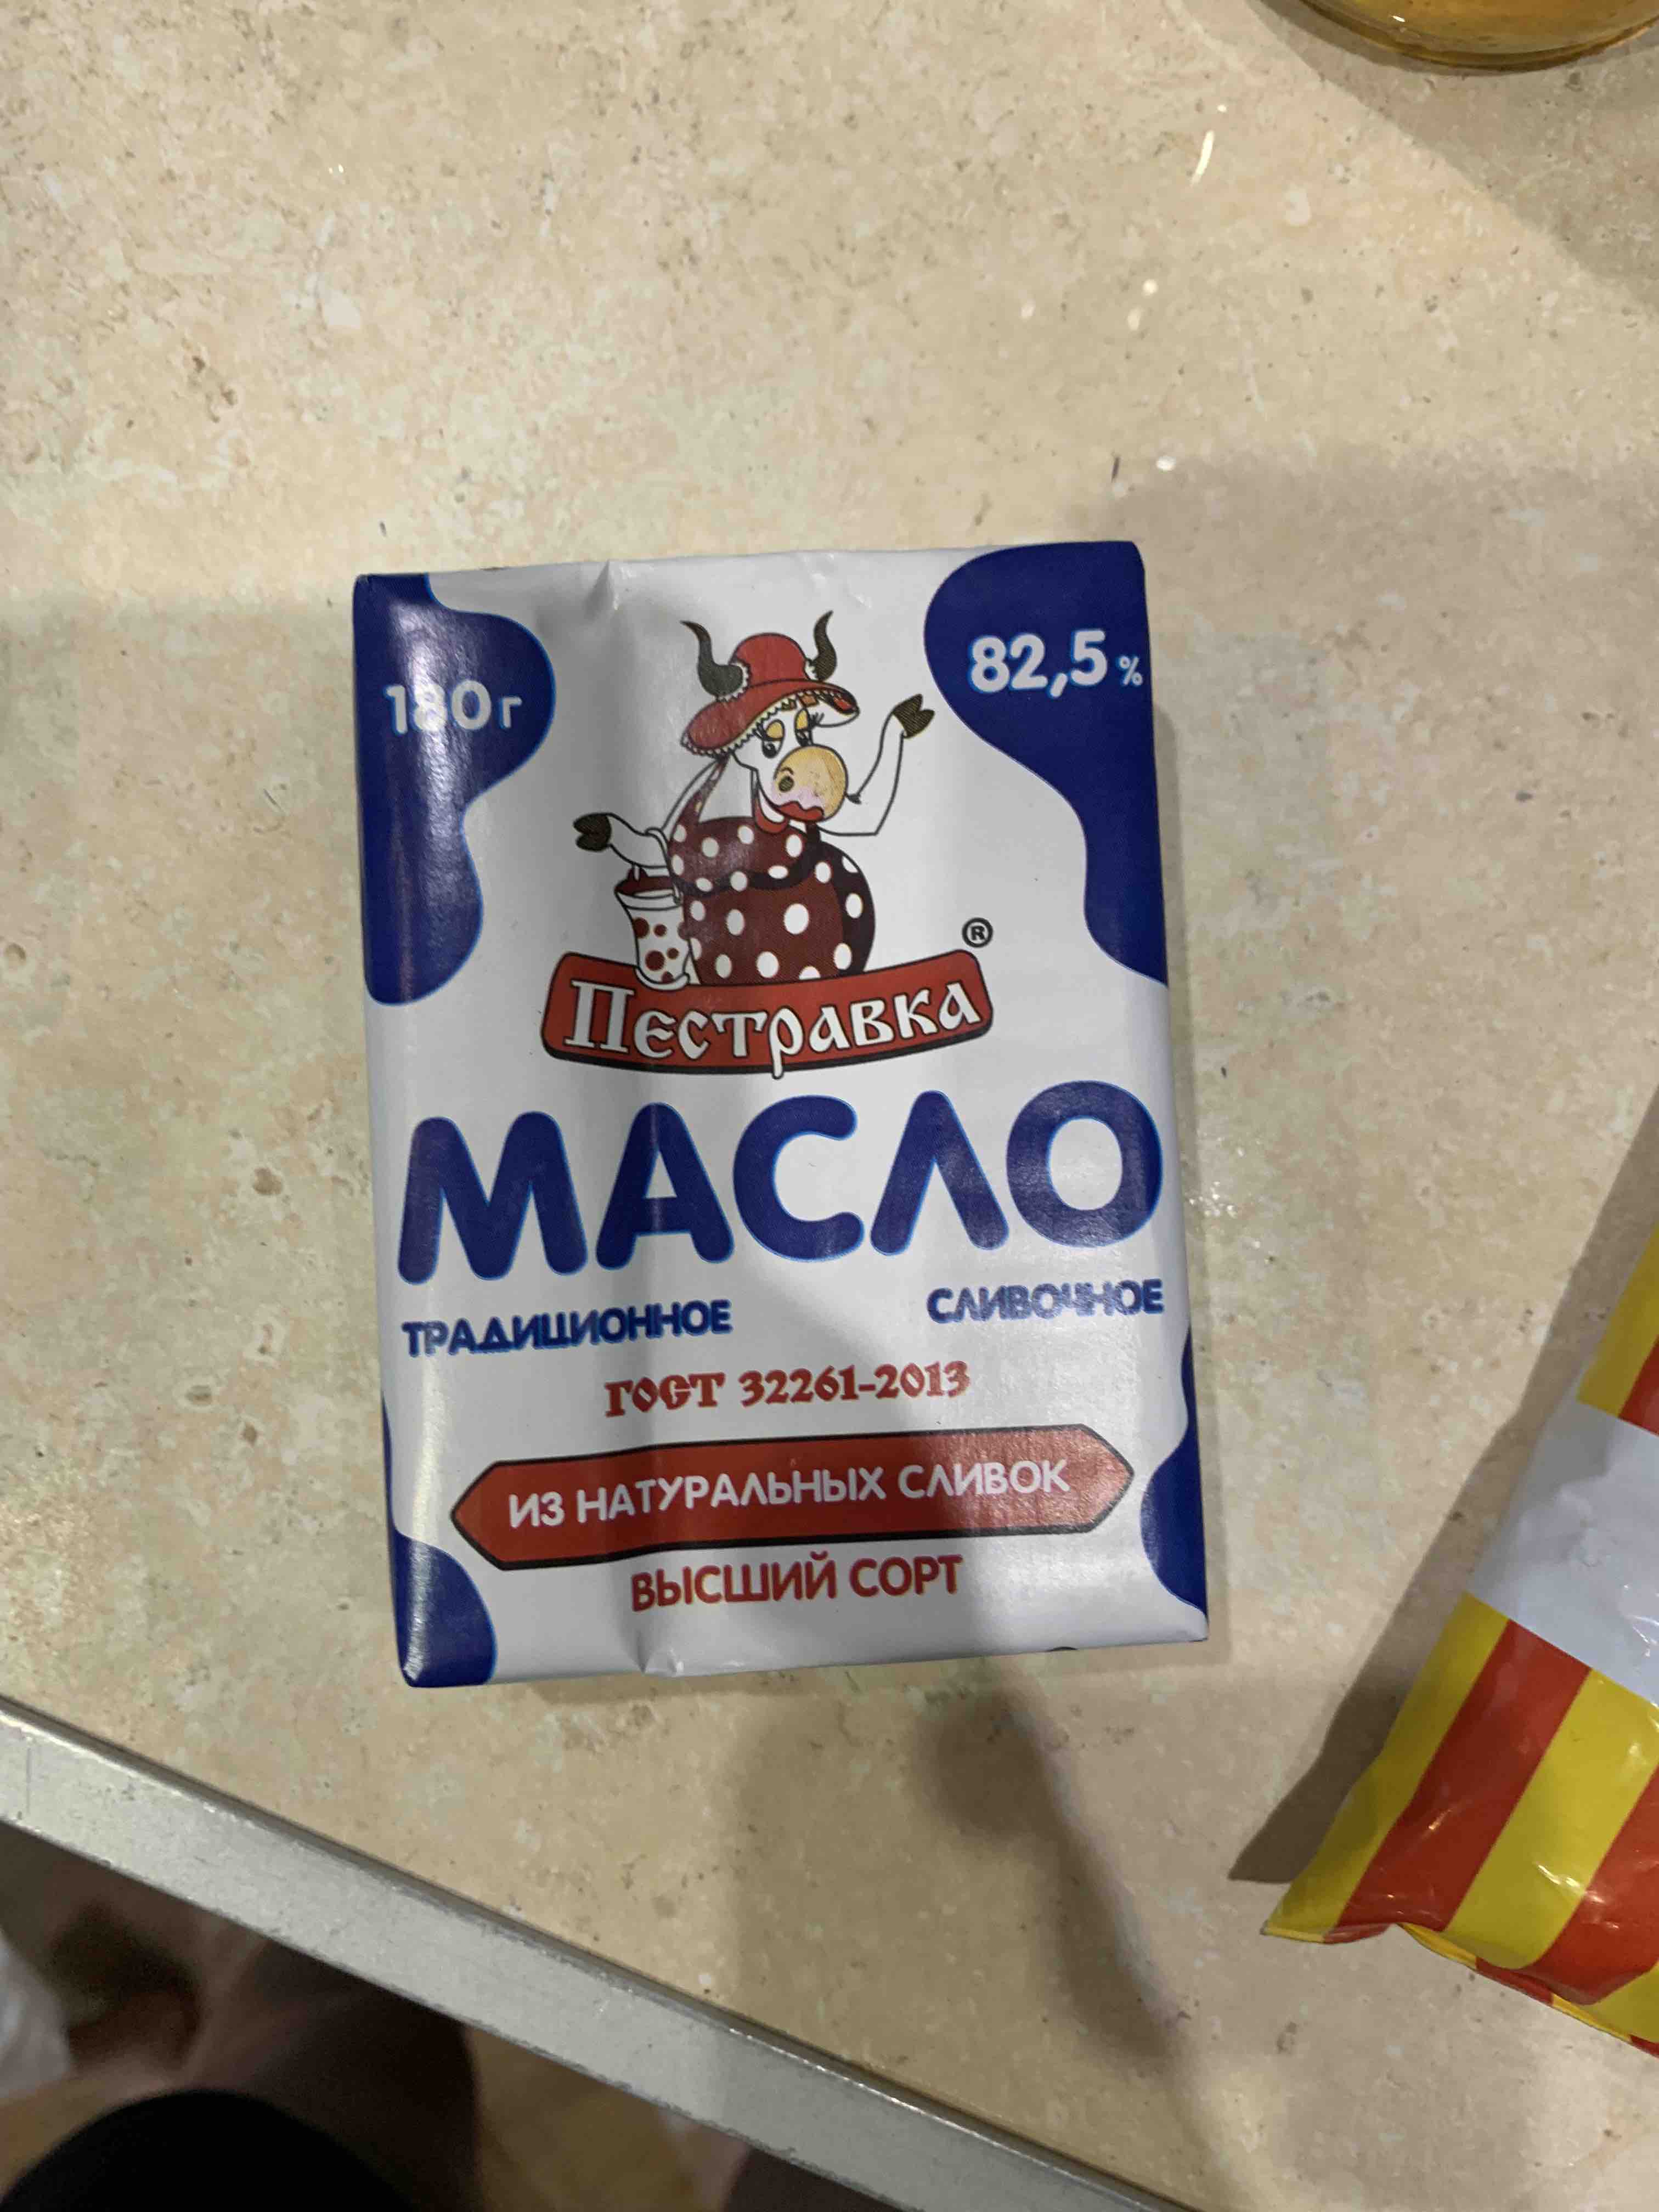 180г
82,5%
®
Пестравка
МАСЛО
ТРАДИЦИОННОЕ СЛИВОЧНОЕ
ГОСТ 32261-2013
ИЗ НАТУРАЛЬНЫХ СЛИВОК
ВЫСШИЙ СОРТ